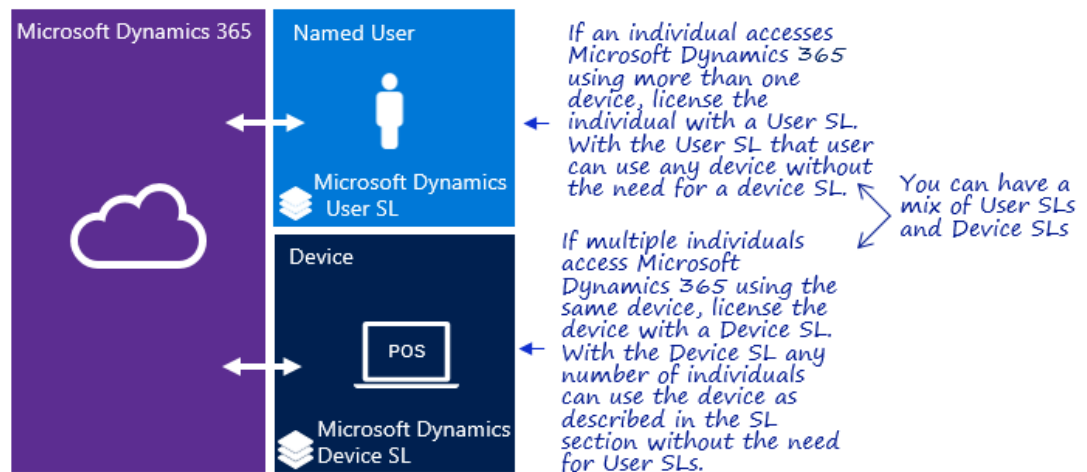 Microsoft Dynamics 365
Named User
Microsoft Dynamics
User SL
Device
POS
Microsoft Dynamics
Device SL
If an individual accesses
Microsoft Dynamics 365
using more than one
device, license the
individual with a User SL.
With the User SL that user
can use any device without
the need for a device SL.
If multiple individuals
access Microsoft
Dynamics 365 using the
same device, license the
device with a Device SL.
With the Device SL any
number of individuals
can use the device as
described in the SL
section without the need
for User SLs.
You can have a
mix of User SLs
and Device SLs